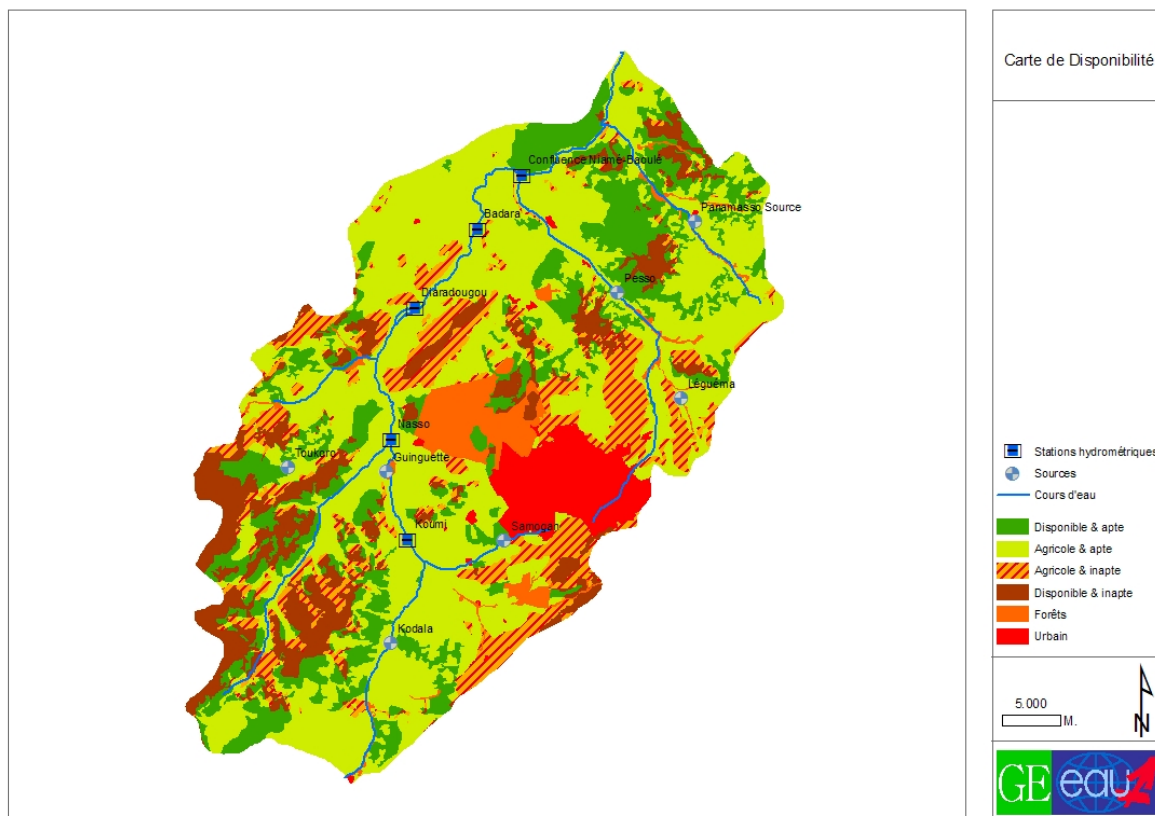 Carte de Disponibilité
Confluence Niamé-Baoulé
Badara
Panamasso Source
Pesso
Diaradougou
Léguéma
Nasso
Toukoro
Guinguette
Koumi
Samogan
Kodala
Stations hydrométriques
Sources
Cours d'eau
Disponible & apte
Agricole & apte
Agricole & inapte
Disponible & inapte
Forêts
Urbain
5.000
M.
N
GE eau